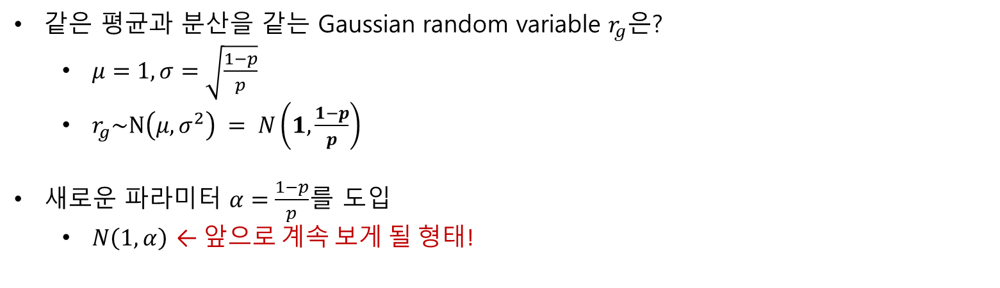 • 같은 평균과 분산을 같는 Gaussian random variable $r_g$은?
• $\mu = 1, \sigma = \sqrt{\frac{1-p}{p}}$
• $r_g \sim \mathrm{N}(\mu, \sigma^2) = N\left(\mathbf{1}, \frac{\mathbf{1}-\boldsymbol{p}}{\boldsymbol{p}}\right)$
• 새로운 파라미터 $\alpha = \frac{1-p}{p}$를 도입
• $N(1, \alpha)$ ← 앞으로 계속 보게 될 형태!